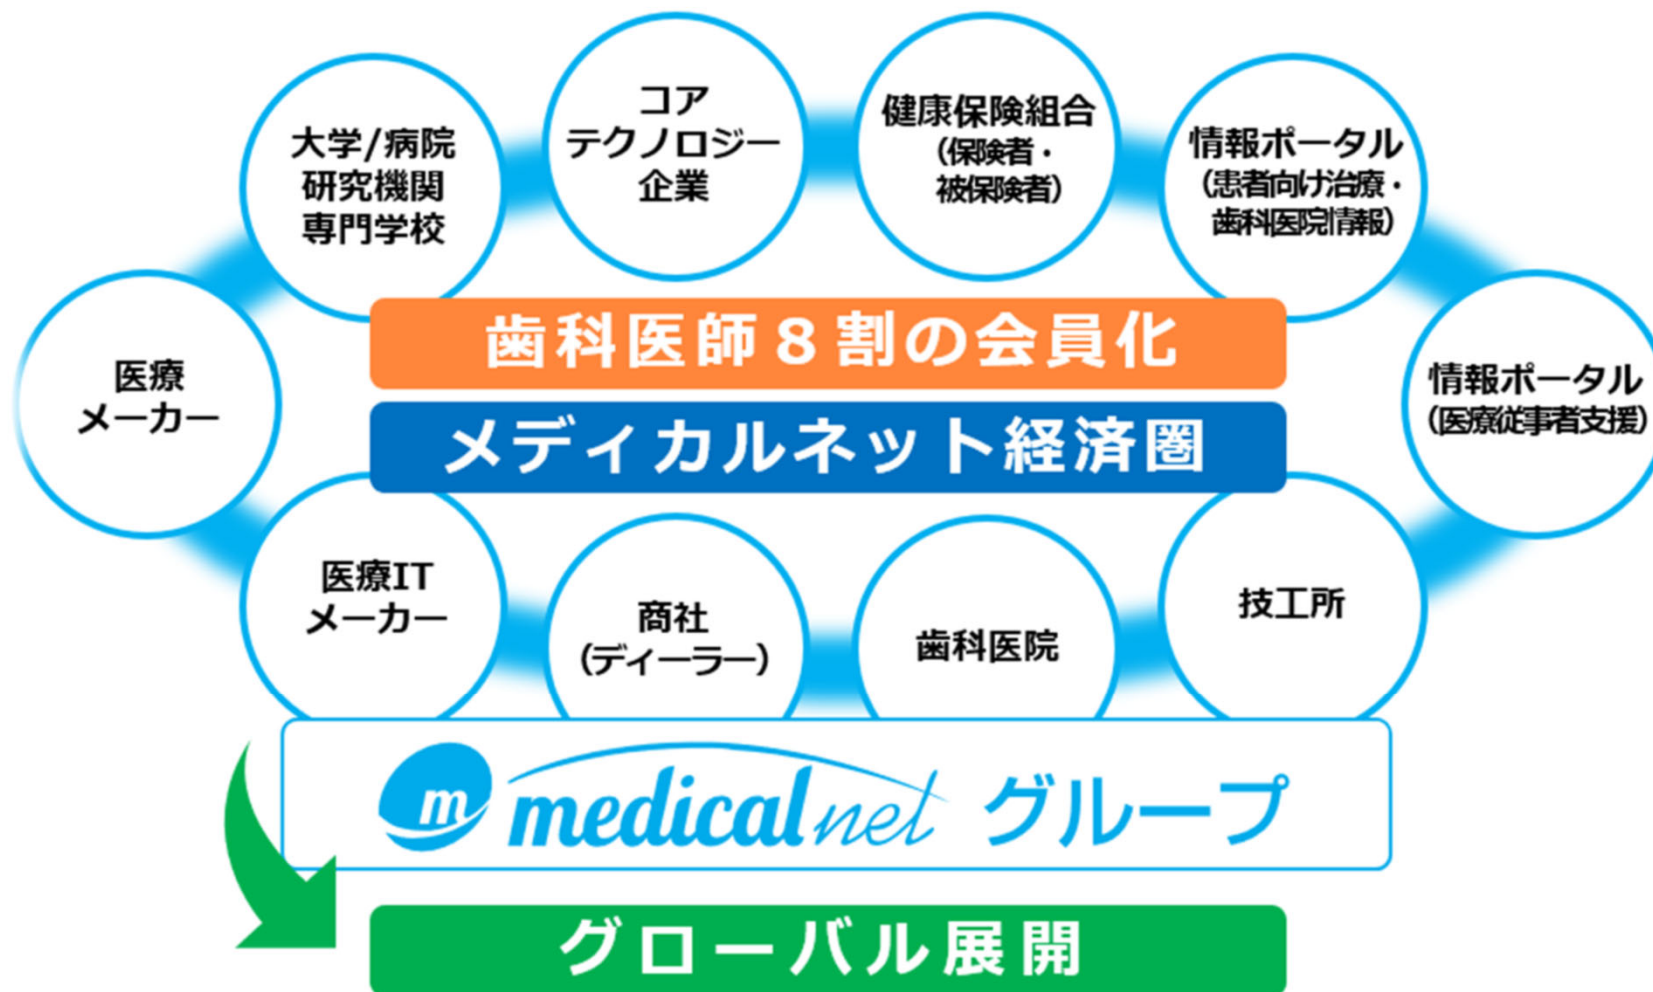 コア
テクノロジー
企業
健康保険組合
（保険者・
被保険者）
大学/病院
研究機関
専門学校
情報ポータル
（患者向け治療・
歯科医院情報）
医療
メーカー
歯科医師８割の会員化
メディカルネット経済圏
情報ポータル
（医療従事者支援）
医療IT
メーカー
商社
（ディーラー）
歯科医院
技工所
m medicalnet グループ
グローバル展開